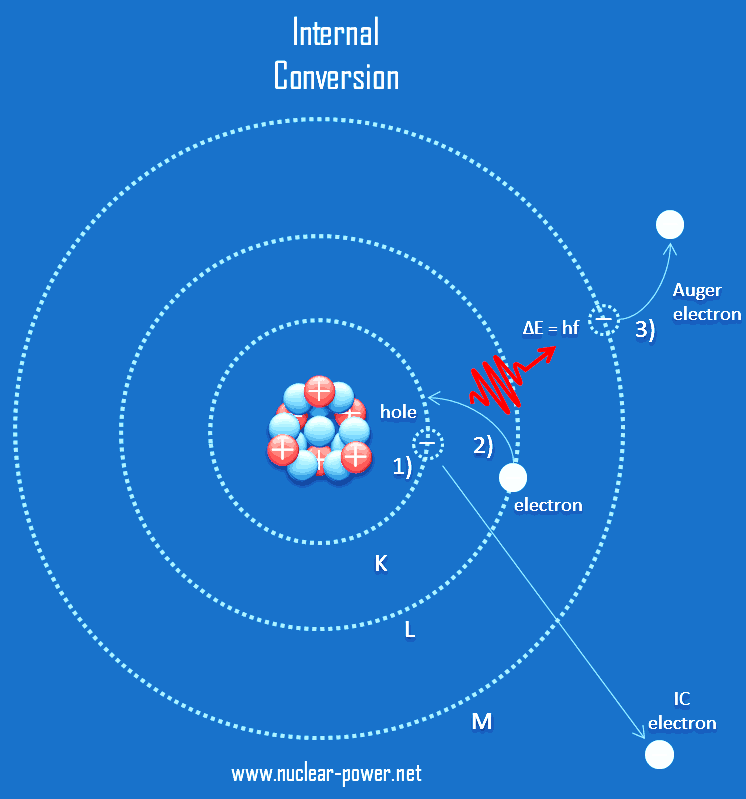 Internal
Conversion
Auger
electron
ΔE = hf
3)
hole
2)
1)
electron
K
L
M
IC
electron
www.nuclear-power.net